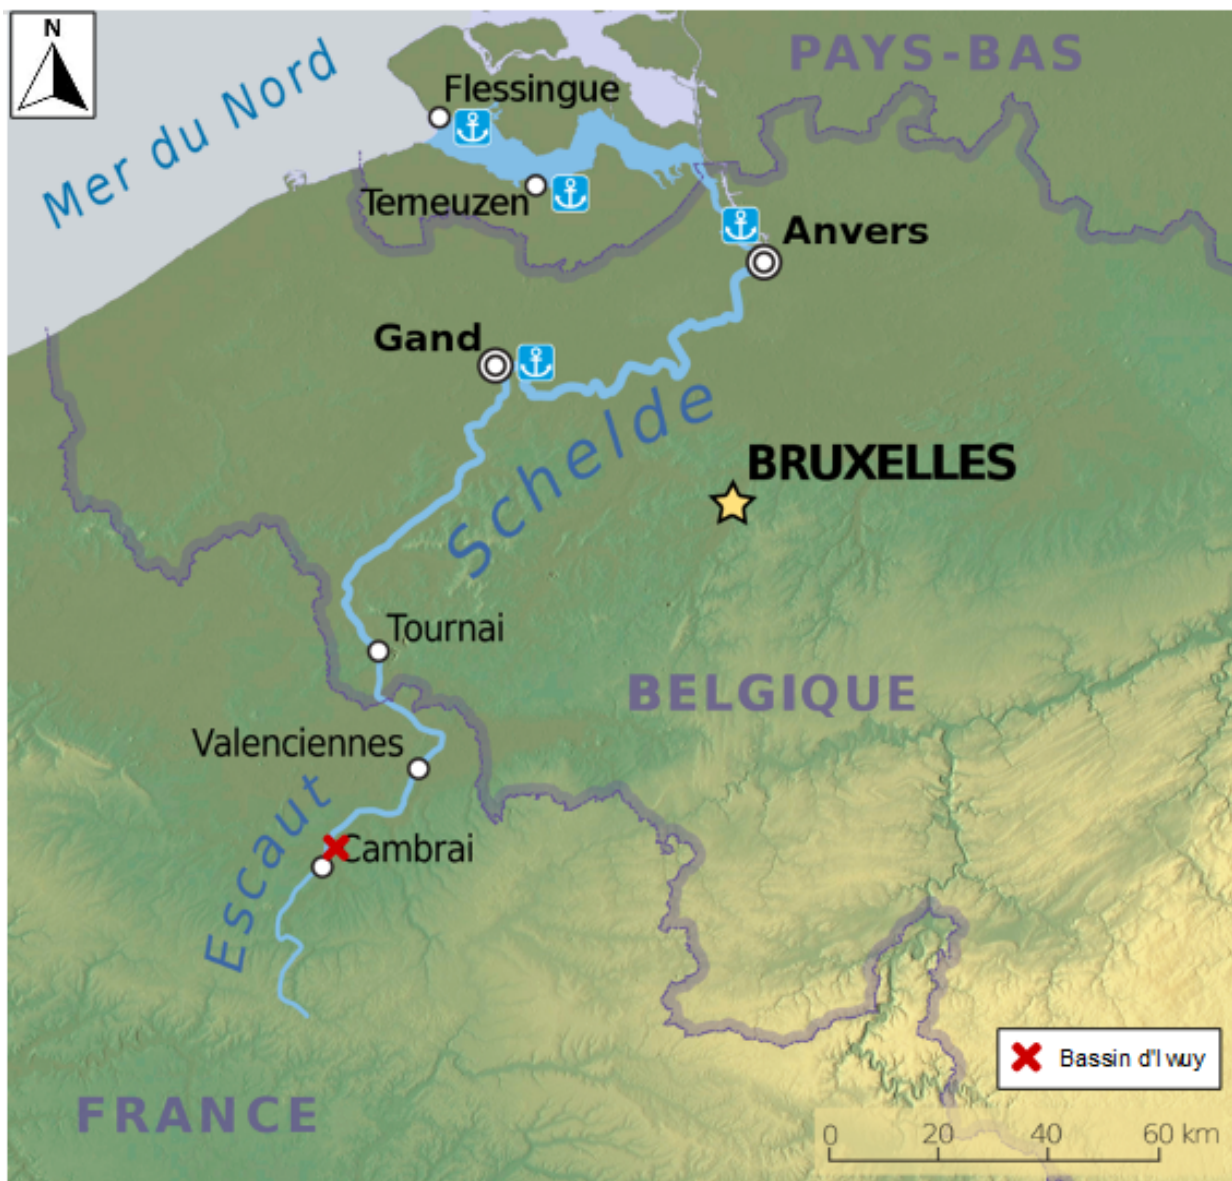 N
Mer du Nord
PAYS-BAS
Flessingue
Terneuzen
Anvers
Gand
Schelde
BRUXELLES
Tournai
BELGIQUE
Valenciennes
Escaut
Cambrai
Bassin d'Iwuy
FRANCE
0 20 40 60 km